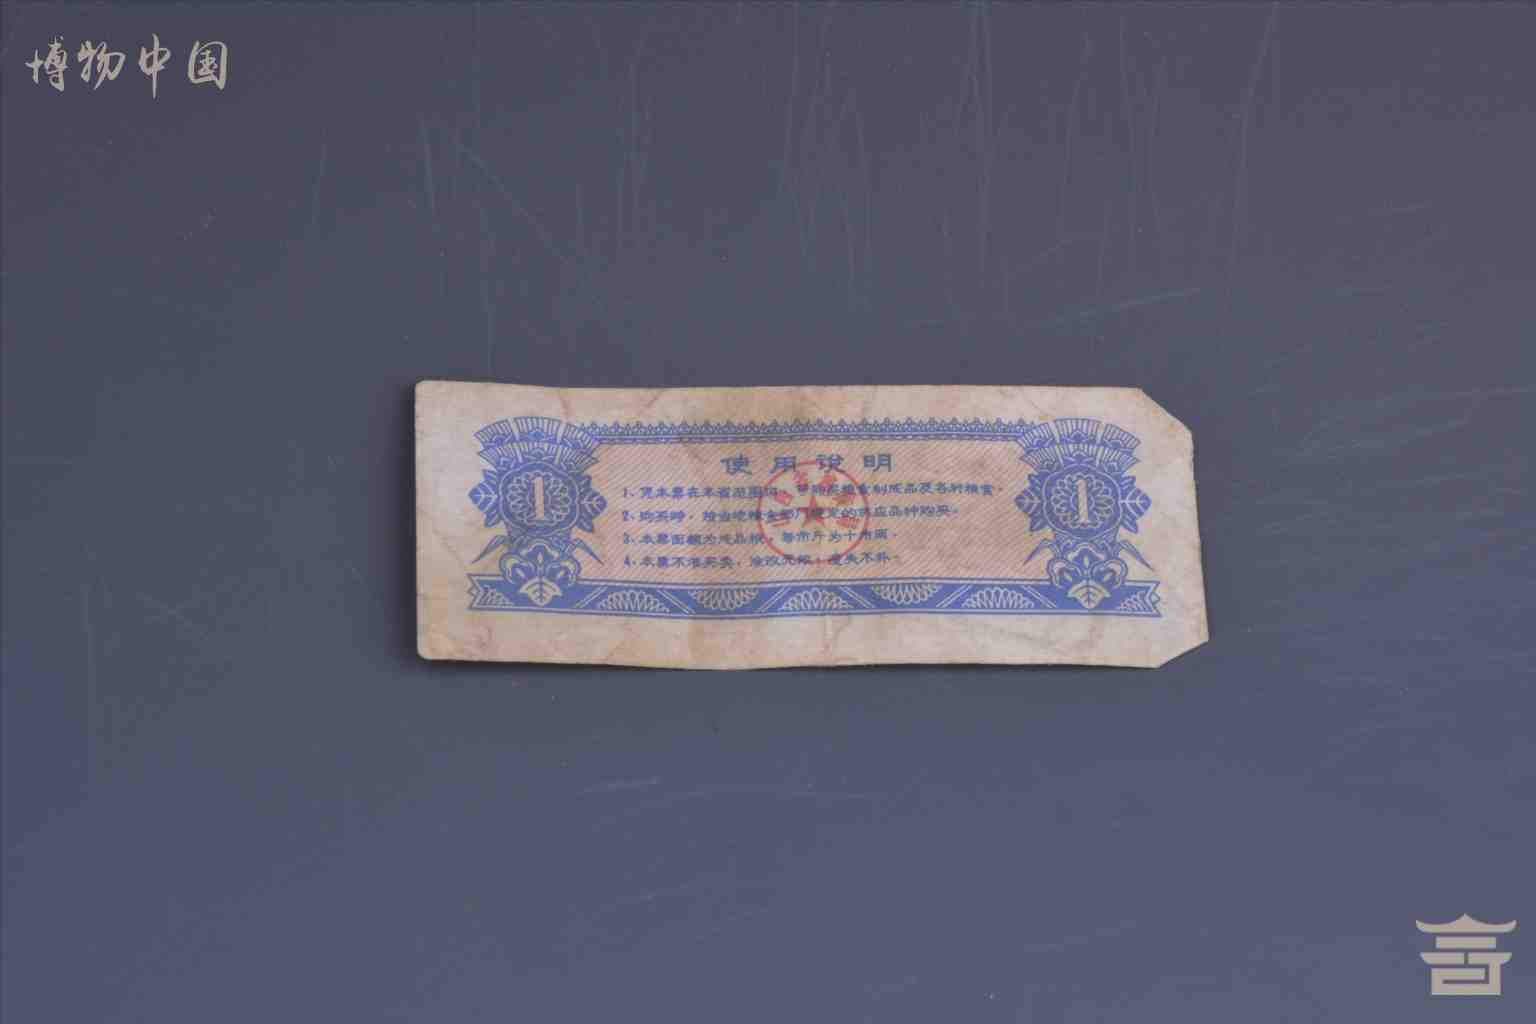 博物中国
使用说明
1 1
1、凭本票在本省范围内，可购买粮食制成品及各种粮食。
2、购买时，按当地粮食部门规定的供应品种购买。
3、本票面额为成品粮，每市斤为十市两。
4、本票不准买卖，涂改无效，遗失不补。